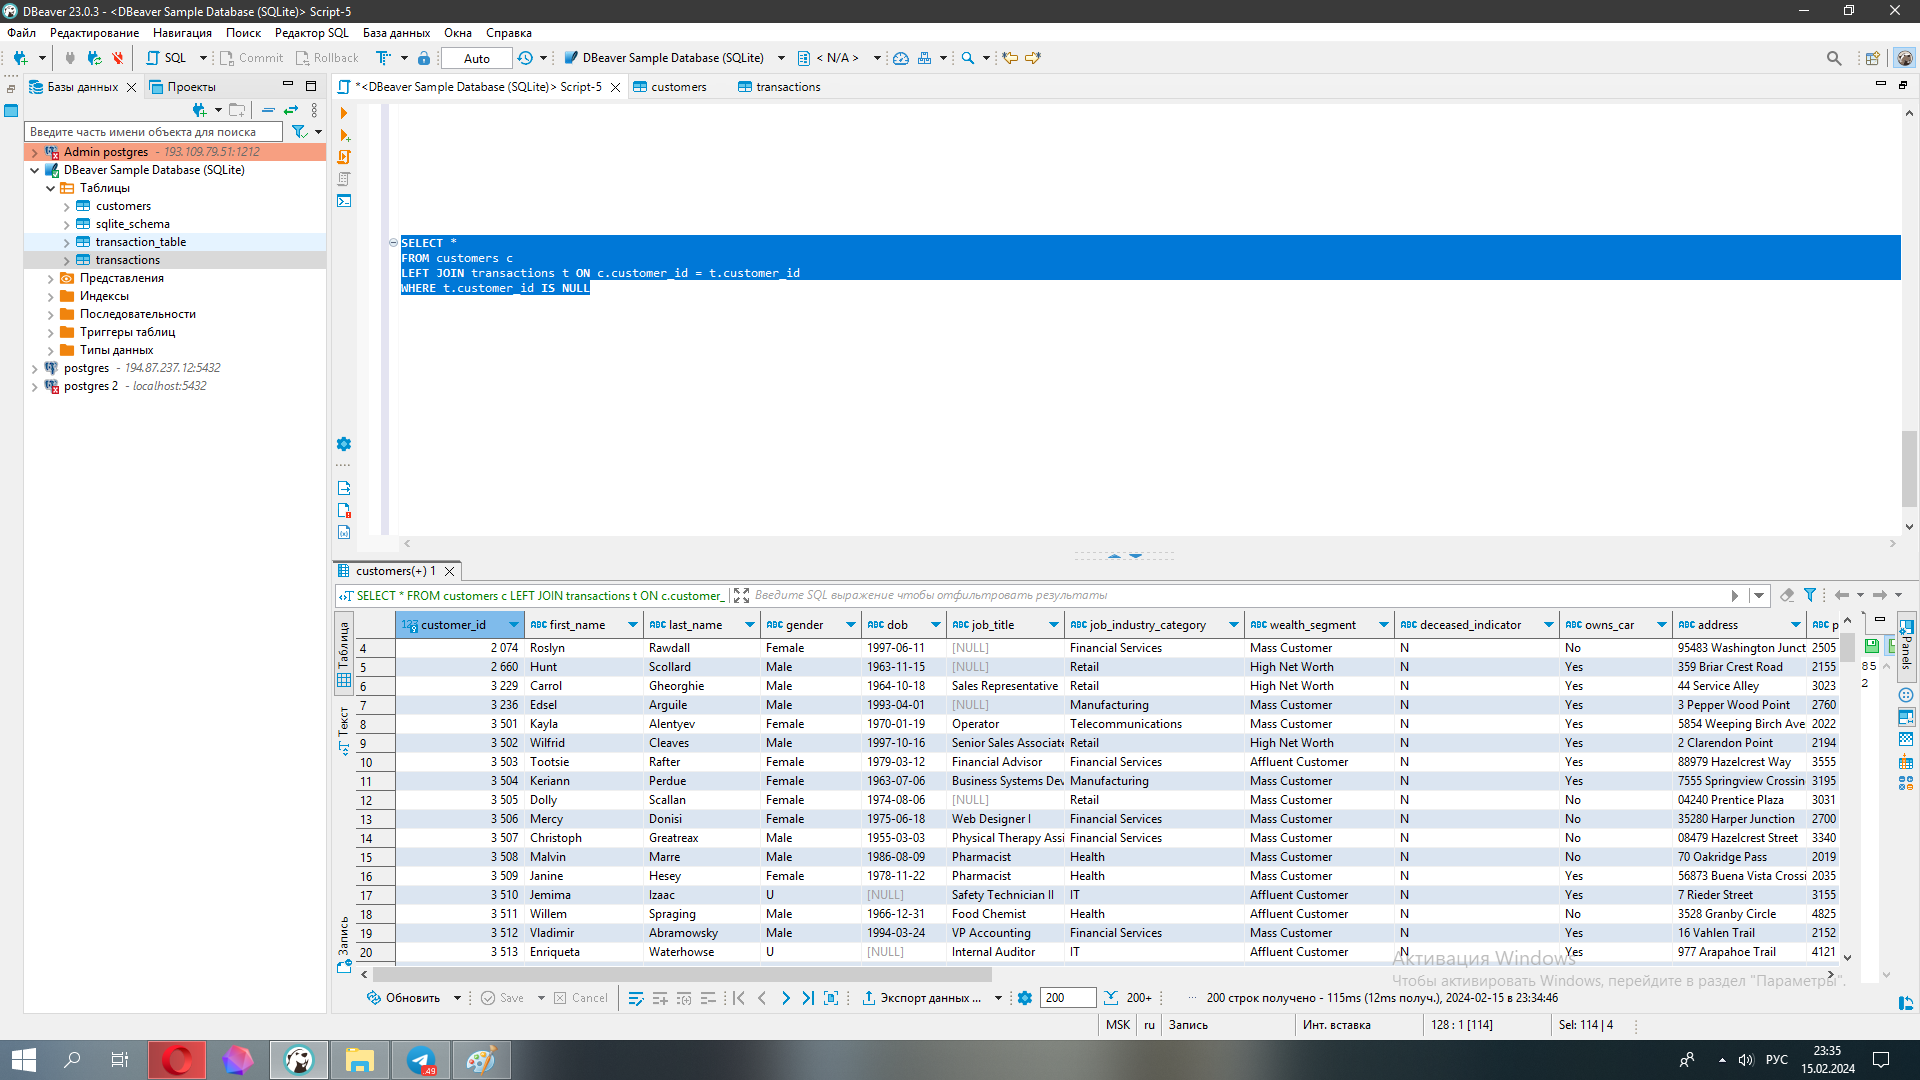 DBeaver 23.0.3 - <DBeaver Sample Database (SQLite)> Script-5
Файл Редактирование Навигация Поиск Редактор SQL База данных Окна Справка
SQL Commit Rollback Auto DBeaver Sample Database (SQLite) < N/A >
Базы данных Проекты
*<DBeaver Sample Database (SQLite)> Script-5 customers transactions
Введите часть имени объекта для поиска
Admin postgres - 193.109.79.51:1212
DBeaver Sample Database (SQLite)
Таблицы
customers
sqlite_schema
transaction_table
transactions
Представления
Индексы
Последовательности
Триггеры таблиц
Типы данных
postgres - 194.87.237.12:5432
postgres 2 - localhost:5432
SELECT *
FROM customers c
LEFT JOIN transactions t ON c.customer_id = t.customer_id
WHERE t.customer_id IS NULL
customers(+) 1
SELECT * FROM customers c LEFT JOIN transactions t ON c.customer_
Введите SQL выражение чтобы отфильтровать результаты
Таблица
Текст
Запись
Panels
123 customer_id ABC first_name ABC last_name ABC gender ABC dob ABC job_title ABC job_industry_category ABC wealth_segment ABC deceased_indicator ABC owns_car ABC address ABC p
4 2 074 Roslyn Rawdall Female 1997-06-11 [NULL] Financial Services Mass Customer N No 95483 Washington Junct 2505
5 2 660 Hunt Scollard Male 1963-11-15 [NULL] Retail High Net Worth N Yes 359 Briar Crest Road 2155
6 3 229 Carrol Gheorghie Male 1964-10-18 Sales Representative Retail High Net Worth N Yes 44 Service Alley 3023
7 3 236 Edsel Arguile Male 1993-04-01 [NULL] Manufacturing Mass Customer N Yes 3 Pepper Wood Point 2760
8 3 501 Kayla Alentyev Female 1970-01-19 Operator Telecommunications Mass Customer N Yes 5854 Weeping Birch Ave 2022
9 3 502 Wilfrid Cleaves Male 1997-10-16 Senior Sales Associate Retail High Net Worth N Yes 2 Clarendon Point 2194
10 3 503 Tootsie Rafter Female 1979-03-12 Financial Advisor Financial Services Affluent Customer N Yes 88979 Hazelcrest Way 3555
11 3 504 Keriann Perdue Female 1963-07-06 Business Systems Dev Manufacturing Mass Customer N Yes 7555 Springview Crossin 3195
12 3 505 Dolly Scallan Female 1974-08-06 [NULL] Retail Mass Customer N No 04240 Prentice Plaza 3031
13 3 506 Mercy Donisi Female 1975-06-18 Web Designer I Financial Services Mass Customer N No 35280 Harper Junction 2700
14 3 507 Christoph Greatreax Male 1955-03-03 Physical Therapy Assi Financial Services Mass Customer N No 08479 Hazelcrest Street 3340
15 3 508 Malvin Marre Male 1986-08-09 Pharmacist Health Mass Customer N No 70 Oakridge Pass 2019
16 3 509 Janine Hesey Female 1978-11-22 Pharmacist Health Mass Customer N Yes 56873 Buena Vista Crossi 2035
17 3 510 Jemima Izaac U [NULL] Safety Technician II IT Affluent Customer N Yes 7 Rieder Street 3155
18 3 511 Willem Spraging Male 1966-12-31 Food Chemist Health Affluent Customer N No 3528 Granby Circle 4825
19 3 512 Vladimir Abramowsky Male 1994-03-24 VP Accounting Financial Services Mass Customer N Yes 16 Vahlen Trail 2152
20 3 513 Enriqueta Waterhowse U [NULL] Internal Auditor IT Affluent Customer N Yes 977 Arapahoe Trail 4121
85
2
Активация Windows
Чтобы активировать Windows, перейдите в раздел "Параметры".
Обновить Save Cancel Экспорт данных ... 200 200+ ... 200 строк получено - 115ms (12ms получ.), 2024-02-15 в 23:34:46
MSK ru Запись Инт. вставка 128 : 1 [114] Sel: 114 | 4
49
РУС
23:35
15.02.2024